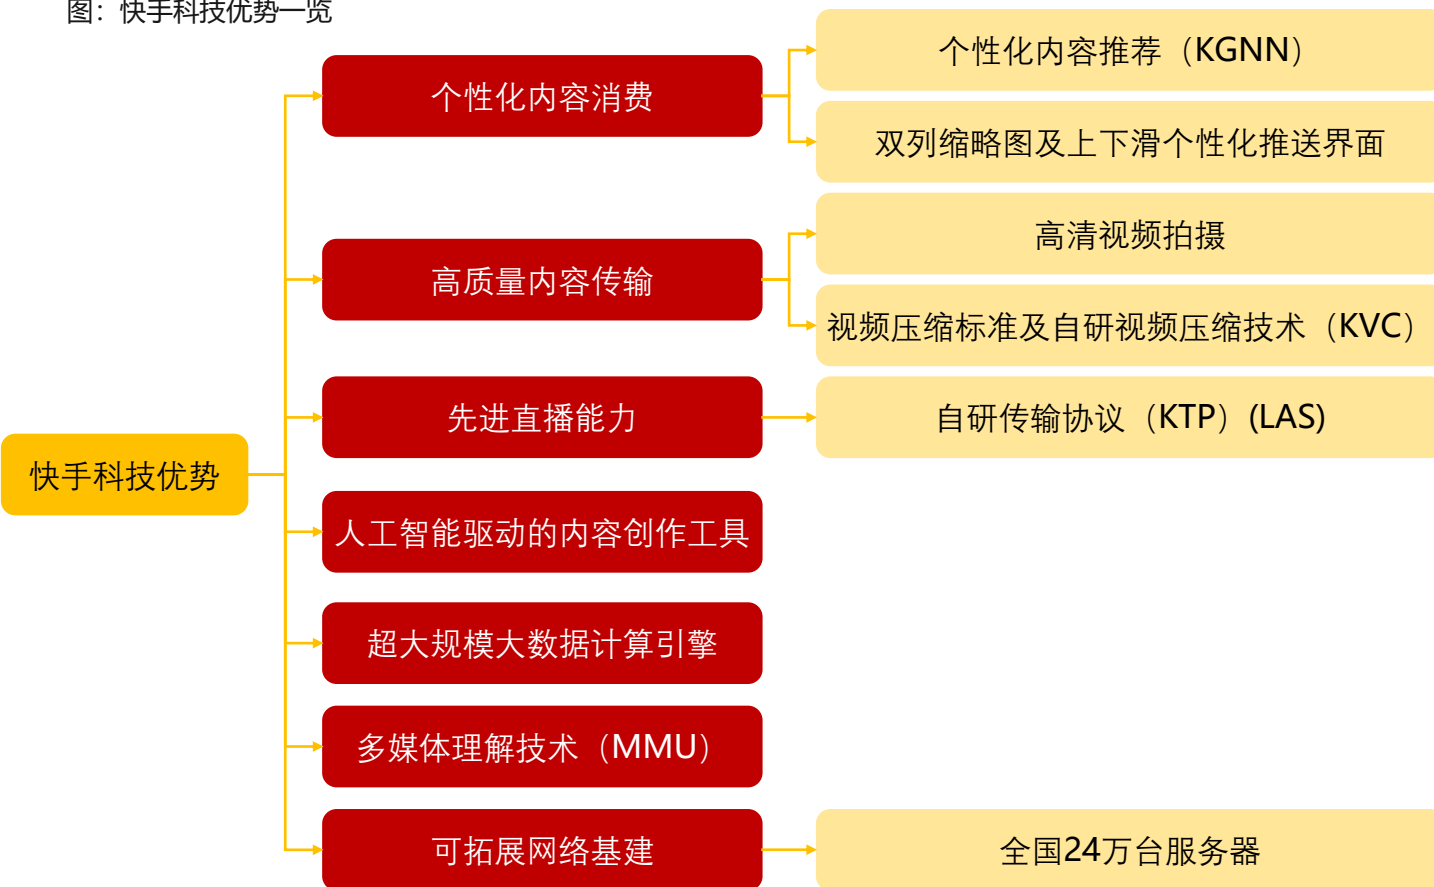 图：快手科技优势一览
快手科技优势
个性化内容消费
个性化内容推荐（KGNN）
双列缩略图及上下滑个性化推送界面
高质量内容传输
高清视频拍摄
视频压缩标准及自研视频压缩技术（KVC）
先进直播能力
自研传输协议（KTP）(LAS)
人工智能驱动的内容创作工具
超大规模大数据计算引擎
多媒体理解技术（MMU）
可拓展网络基建
全国24万台服务器